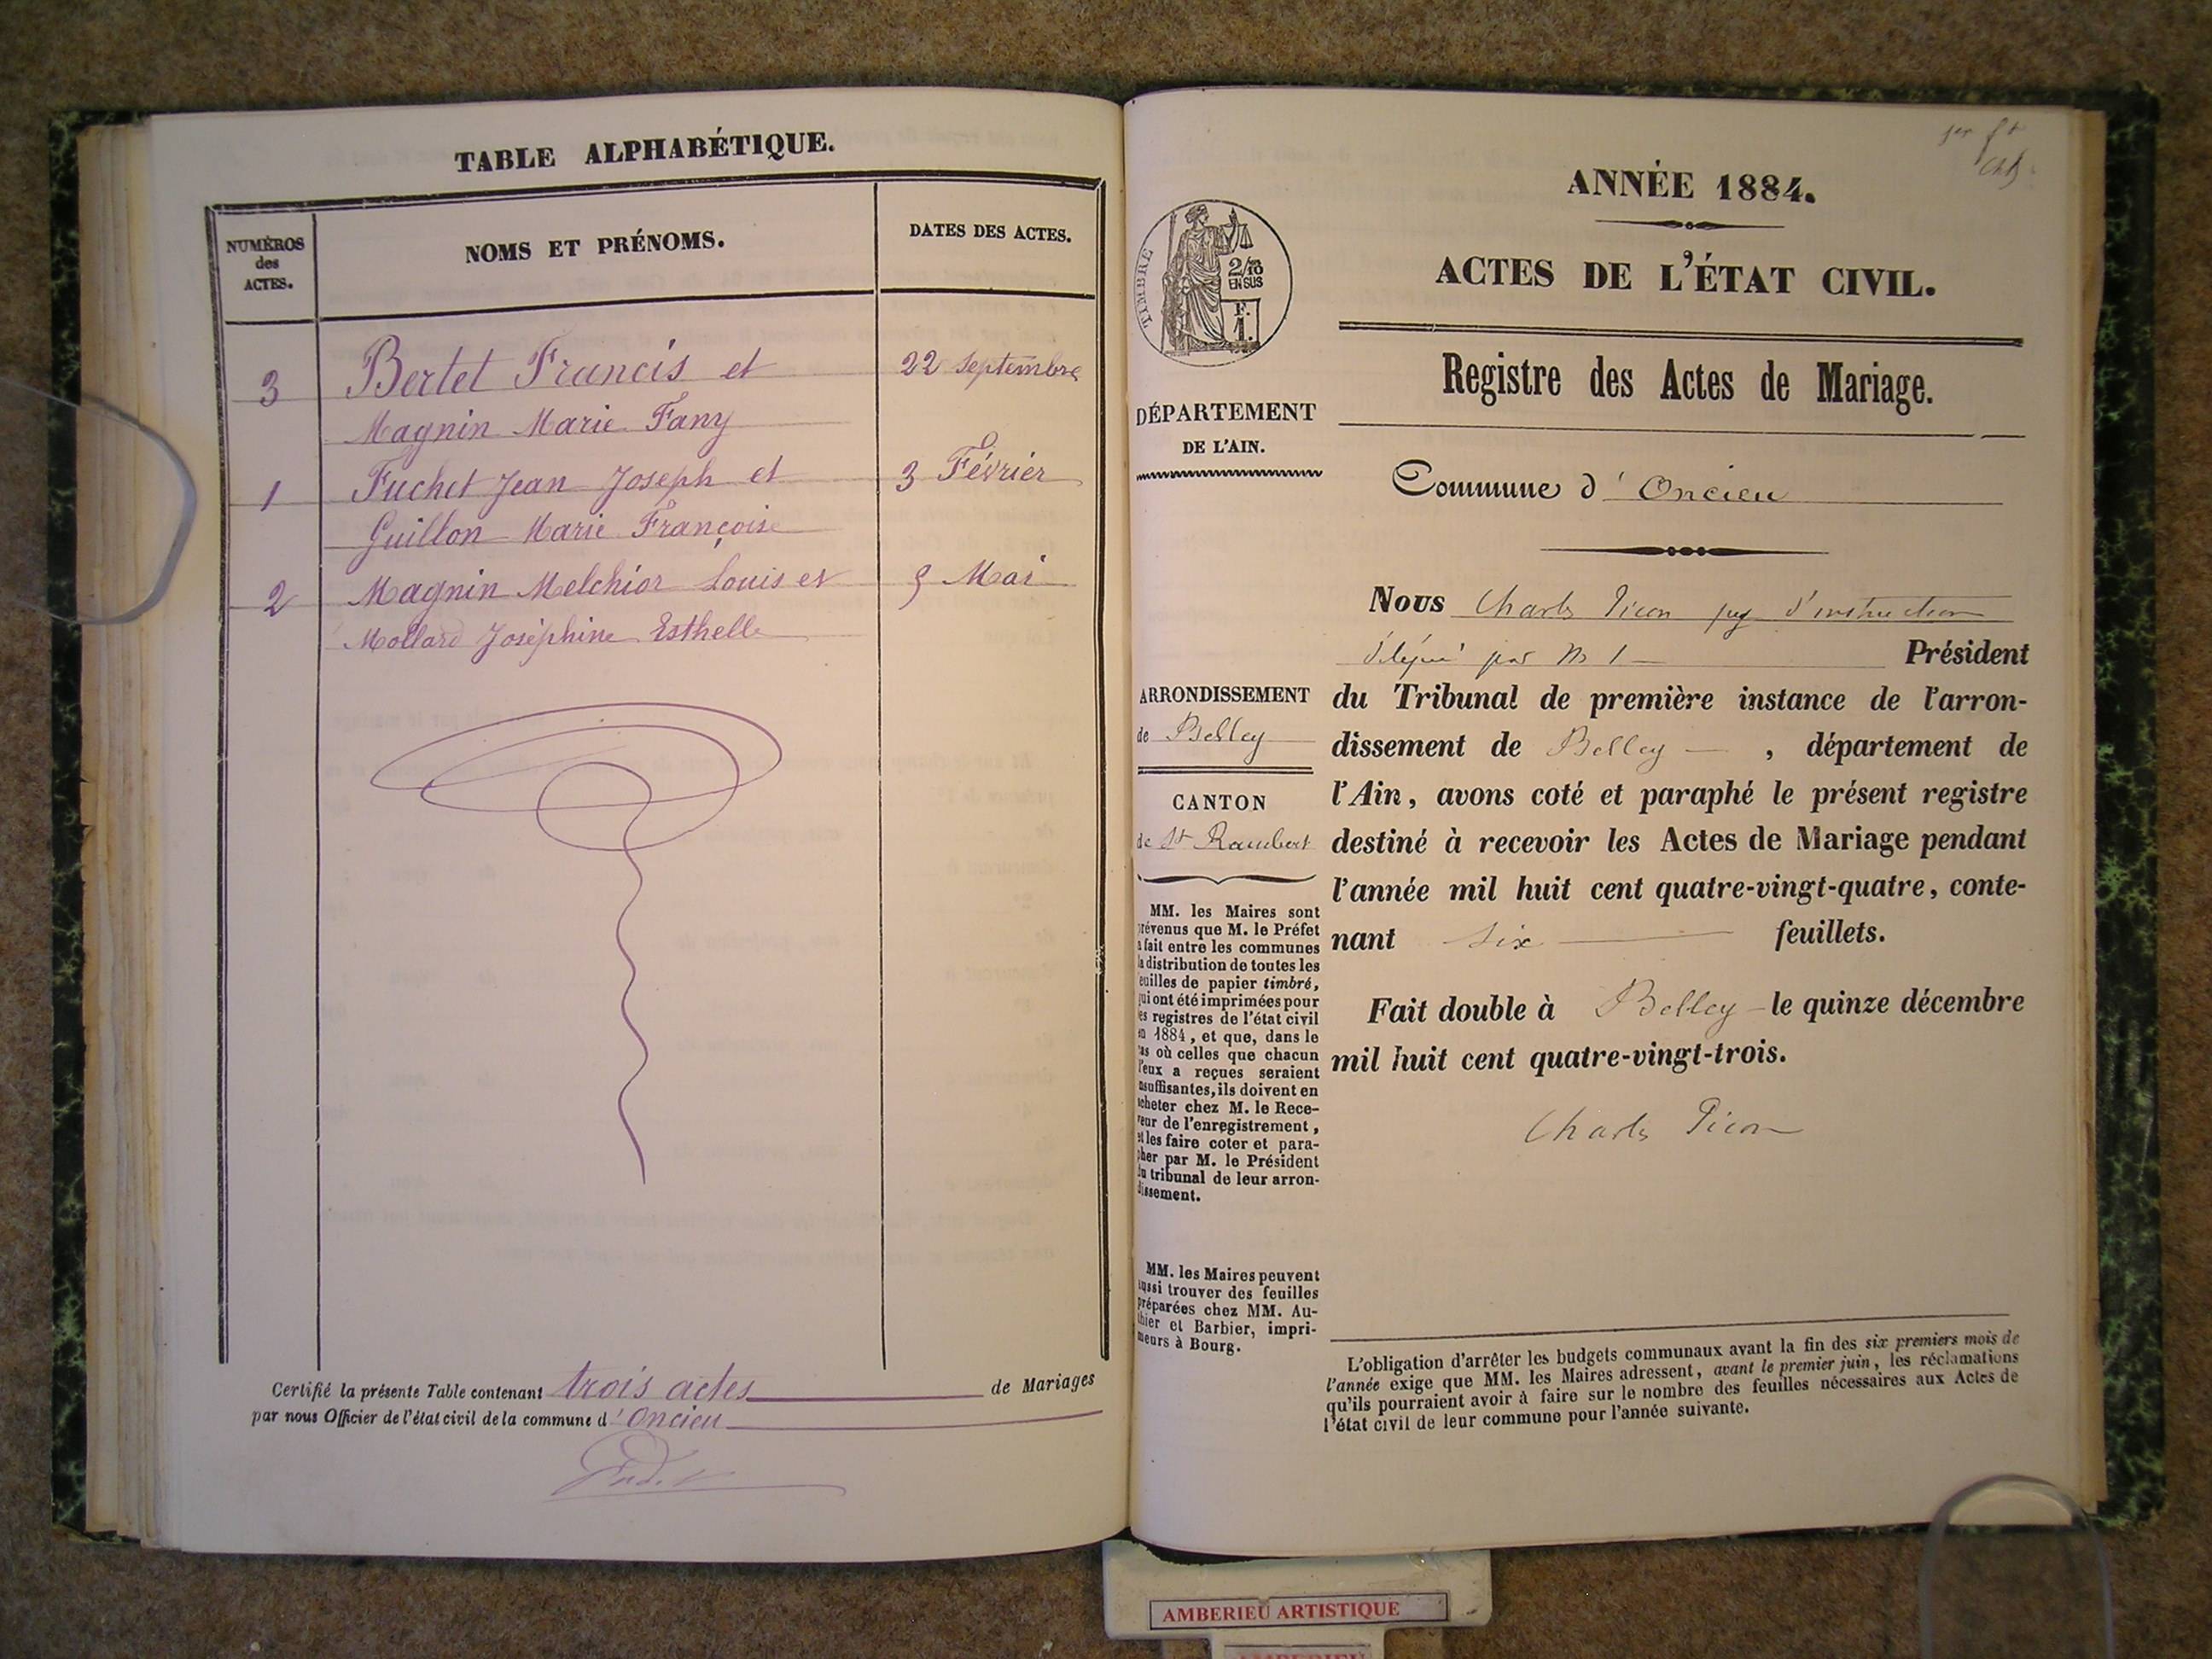 TABLE ALPHABÉTIQUE.
NUMÉROS
des
ACTES.
NOMS ET PRÉNOMS.
DATES DES ACTES.
3 Bertet Francis et 22 Septembre
Magnin Marie Fany
1 Fuchet Jean Joseph et 3 Février
Guillon Marie Françoise
2 Magnin Melchior Louis et 5 Mai
Mollard Joséphine Esthelle
Certifié la présente Table contenant trois actes de Mariages
par nous Officier de l'état civil de la commune d'Oncieu
1er ft
TIMBRE
2/10
EN SUS
F.
1.
DÉPARTEMENT
DE L'AIN.
ARRONDISSEMENT
de Belley
CANTON
de St Rambert
MM. les Maires sont
prévenus que M. le Préfet
a fait entre les communes
la distribution de toutes les
feuilles de papier timbré,
qui ont été imprimées pour
les registres de l'état civil
en 1884, et que, dans le
cas où celles que chacun
d'eux a reçues seraient
insuffisantes, ils doivent en
acheter chez M. le Rece-
veur de l'enregistrement,
et les faire coter et para-
pher par M. le Président
du tribunal de leur arron-
dissement.
MM. les Maires peuvent
aussi trouver des feuilles
préparées chez MM. Au-
thier et Barbier, impri-
meurs à Bourg.
ANNÉE 1884.
ACTES DE L'ÉTAT CIVIL.
Registre des Actes de Mariage.
Commune d'Oncieu
Nous Charles Picon juge d'instruction
délégué par M. l Président
du Tribunal de première instance de l'arron-
dissement de Belley, département de
l'Ain, avons coté et paraphé le présent registre
destiné à recevoir les Actes de Mariage pendant
l'année mil huit cent quatre-vingt-quatre, conte-
nant six feuillets.
Fait double à Belley le quinze décembre
mil huit cent quatre-vingt-trois.
Charles Picon
L'obligation d'arrêter les budgets communaux avant la fin des six premiers mois de
l'année exige que MM. les Maires adressent, avant le premier juin, les réclamations
qu'ils pourraient avoir à faire sur le nombre des feuilles nécessaires aux Actes de
l'état civil de leur commune pour l'année suivante.
AMBERIEU ARTISTIQUE
AMBERIEU